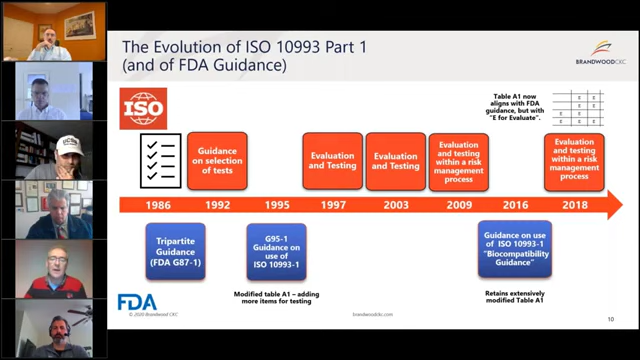 The Evolution of ISO 10993 Part 1
(and of FDA Guidance)
BRANDWOODCKC
ISO
Table A1 now
aligns with FDA
guidance, but with
"E for Evaluate".
E E
E E
E E
E E
Guidance
on selection
of tests
Evaluation
and Testing
Evaluation
and Testing
Evaluation
and testing
within a risk
management
process
Evaluation
and testing
within a risk
management
process
1986 1992 1995 1997 2003 2009 2016 2018
Tripartite
Guidance
(FDA G87-1)
G95-1
Guidance on
use of
ISO 10993-1
Guidance on use
of ISO 10993-1
"Biocompatibility
Guidance"
Modified table A1 – adding
more items for testing
Retains extensively
modified Table A1
FDA
© 2020 Brandwood CKC
brandwoodckc.com
10